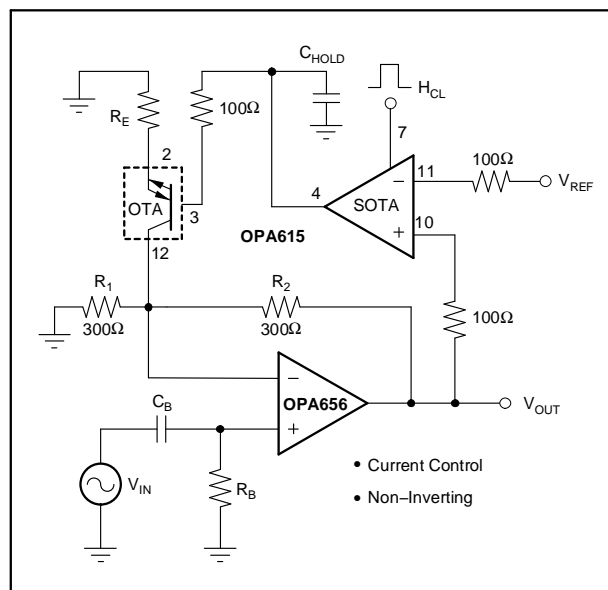 C_HOLD
H_CL
R_E
100Ω
2
7
OTA
3
4
SOTA
−
11
100Ω
V_REF
+
10
OPA615
12
R_1
300Ω
R_2
300Ω
100Ω
−
OPA656
+
V_OUT
C_B
V_IN
R_B
• Current Control
• Non−Inverting